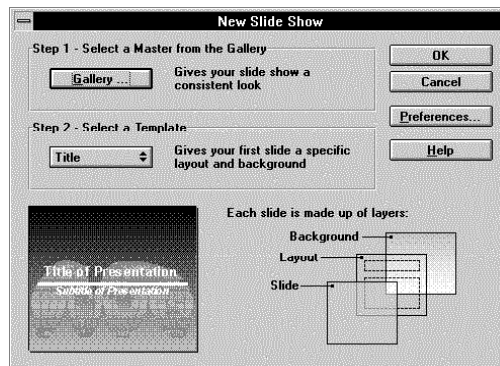 New Slide Show
Step 1 - Select a Master from the Gallery
Gallery ...
Gives your slide show a
consistent look
OK
Cancel
Preferences...
Help
Step 2 - Select a Template
Title
Gives your first slide a specific
layout and background
Title of Presentation
Subtitle of Presentation
Each slide is made up of layers:
Background
Layout
Slide